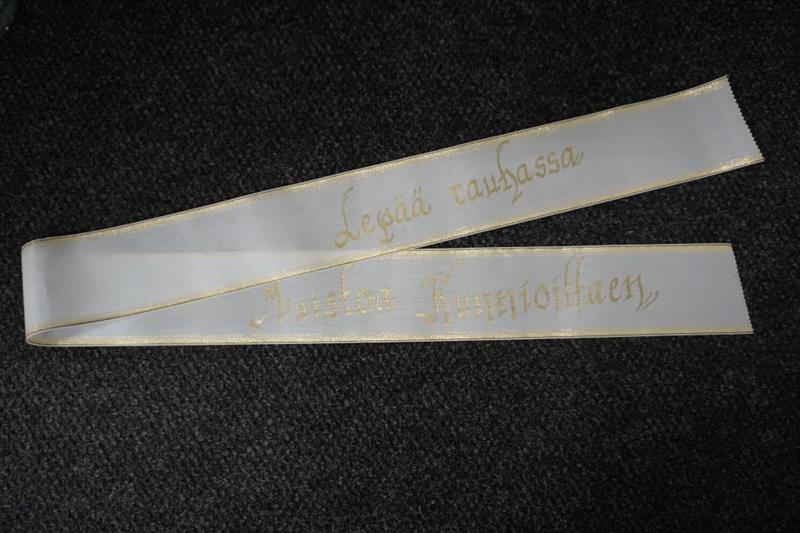 Lepää rauhassa„
Muistoa Kunnioittaen„